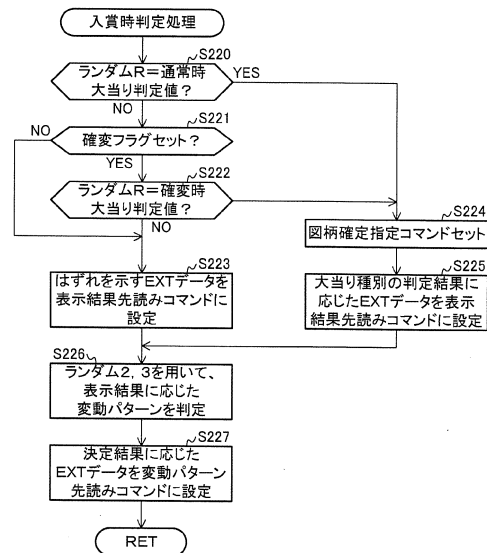 入賞時判定処理
S220
ランダムR=通常時
大当り判定値?
YES
NO
S221
確変フラグセット?
NO
YES
S222
ランダムR=確変時
大当り判定値?
NO
S224
図柄確定指定コマンドセット
S223
はずれを示すEXTデータを
表示結果先読みコマンドに
設定
S225
大当り種別の判定結果に
応じたEXTデータを表示
結果先読みコマンドに設定
S226
ランダム2, 3を用いて、
表示結果に応じた
変動パターンを判定
S227
決定結果に応じた
EXTデータを変動パターン
先読みコマンドに設定
RET